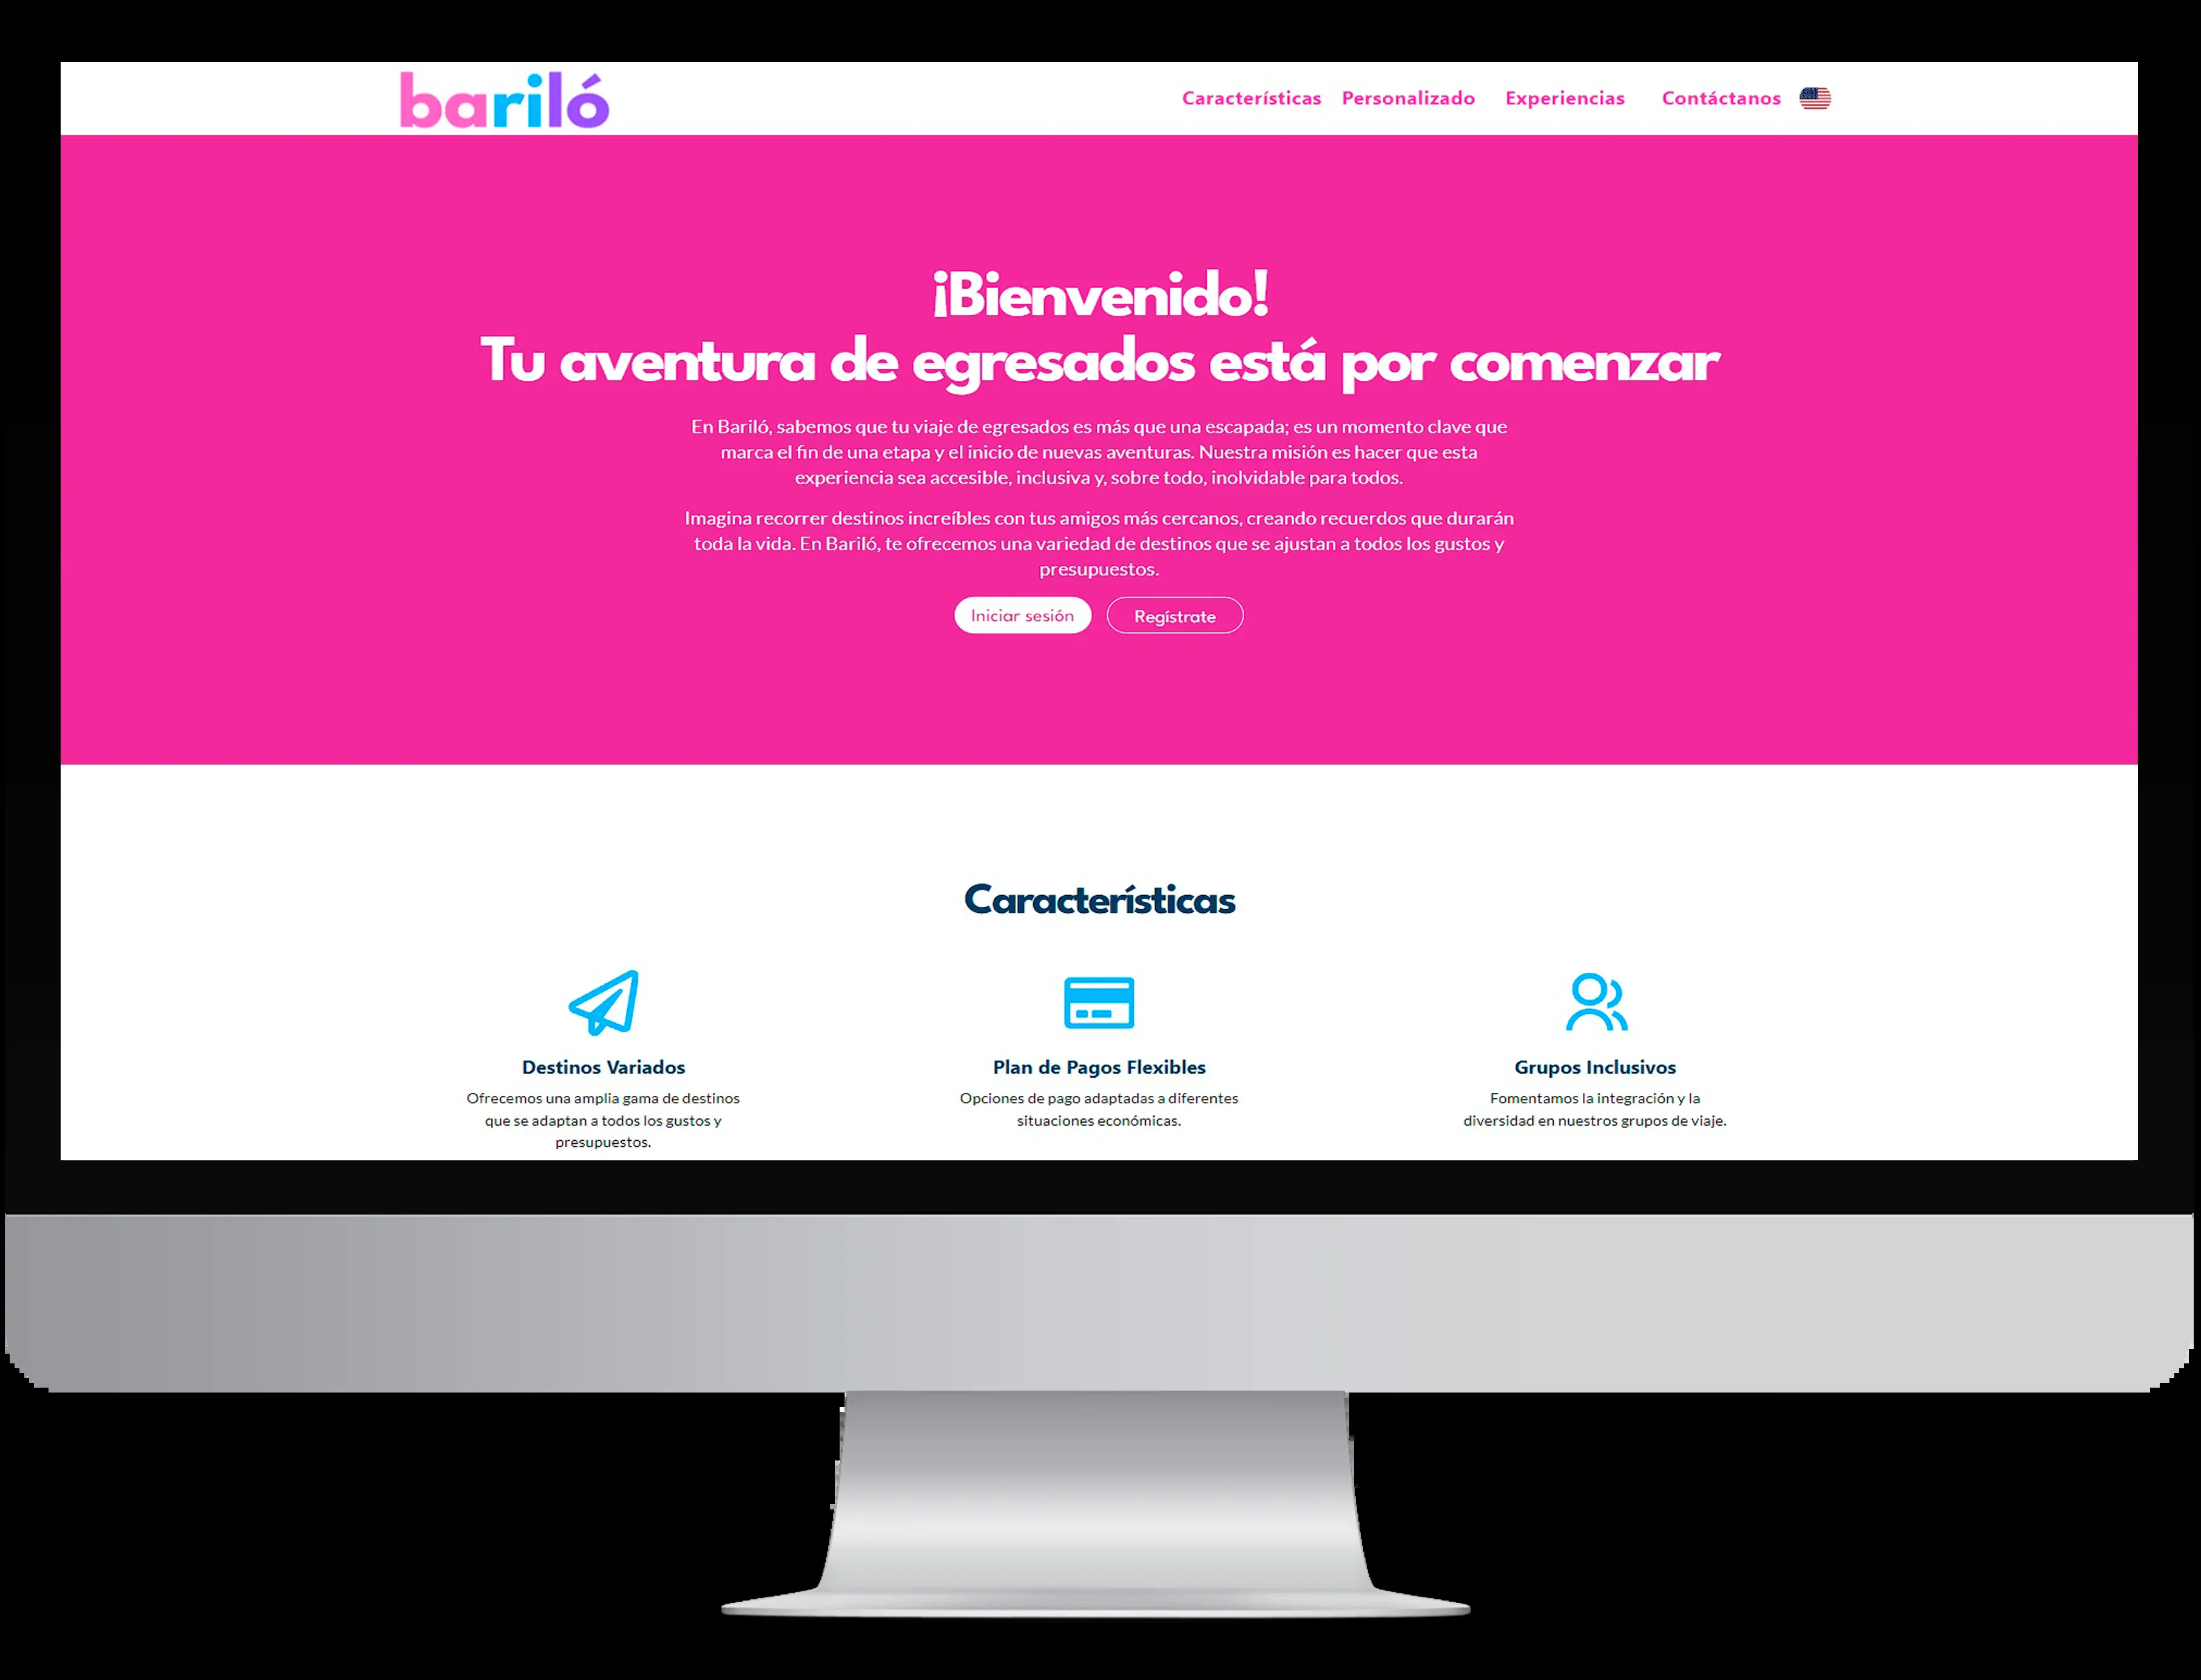 bariló
Características Personalizado Experiencias Contáctanos
¡Bienvenido!
Tu aventura de egresados está por comenzar
En Bariló, sabemos que tu viaje de egresados es más que una escapada; es un momento clave que
marca el fin de una etapa y el inicio de nuevas aventuras. Nuestra misión es hacer que esta
experiencia sea accesible, inclusiva y, sobre todo, inolvidable para todos.
Imagina recorrer destinos increíbles con tus amigos más cercanos, creando recuerdos que durarán
toda la vida. En Bariló, te ofrecemos una variedad de destinos que se ajustan a todos los gustos y
presupuestos.
Iniciar sesión Regístrate
Características
Destinos Variados
Ofrecemos una amplia gama de destinos
que se adaptan a todos los gustos y
presupuestos.
Plan de Pagos Flexibles
Opciones de pago adaptadas a diferentes
situaciones económicas.
Grupos Inclusivos
Fomentamos la integración y la
diversidad en nuestros grupos de viaje.